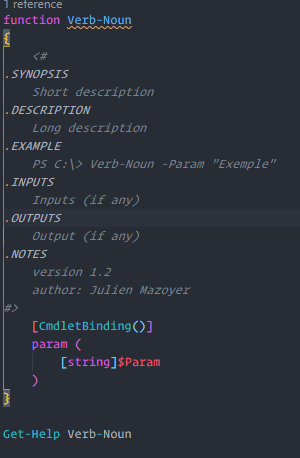 1 reference
function Verb-Noun
{
    <#
.SYNOPSIS
    Short description
.DESCRIPTION
    Long description
.EXAMPLE
    PS C:\> Verb-Noun -Param "Exemple"
.INPUTS
    Inputs (if any)
.OUTPUTS
    Output (if any)
.NOTES
    version 1.2
    author: Julien Mazoyer
#>
    [CmdletBinding()]
    param (
        [string]$Param
    )
}
Get-Help Verb-Noun